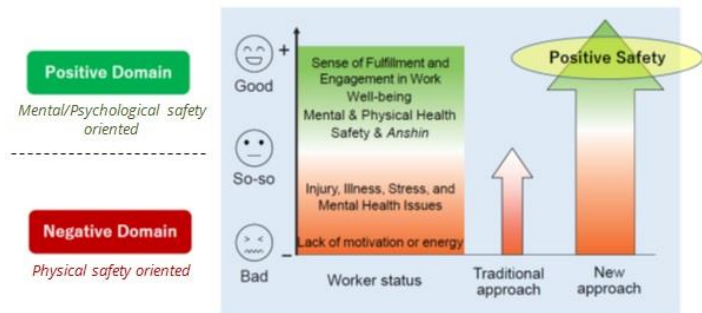 Positive Domain
Mental/Psychological safety
oriented
Negative Domain
Physical safety oriented
+
Good
So-so
Bad
−
Sense of Fulfillment and
Engagement in Work
Well-being
Mental & Physical Health
Safety & Anshin
Injury, Illness, Stress, and
Mental Health Issues
Lack of motivation or energy
Worker status
Traditional
approach
Positive Safety
New
approach